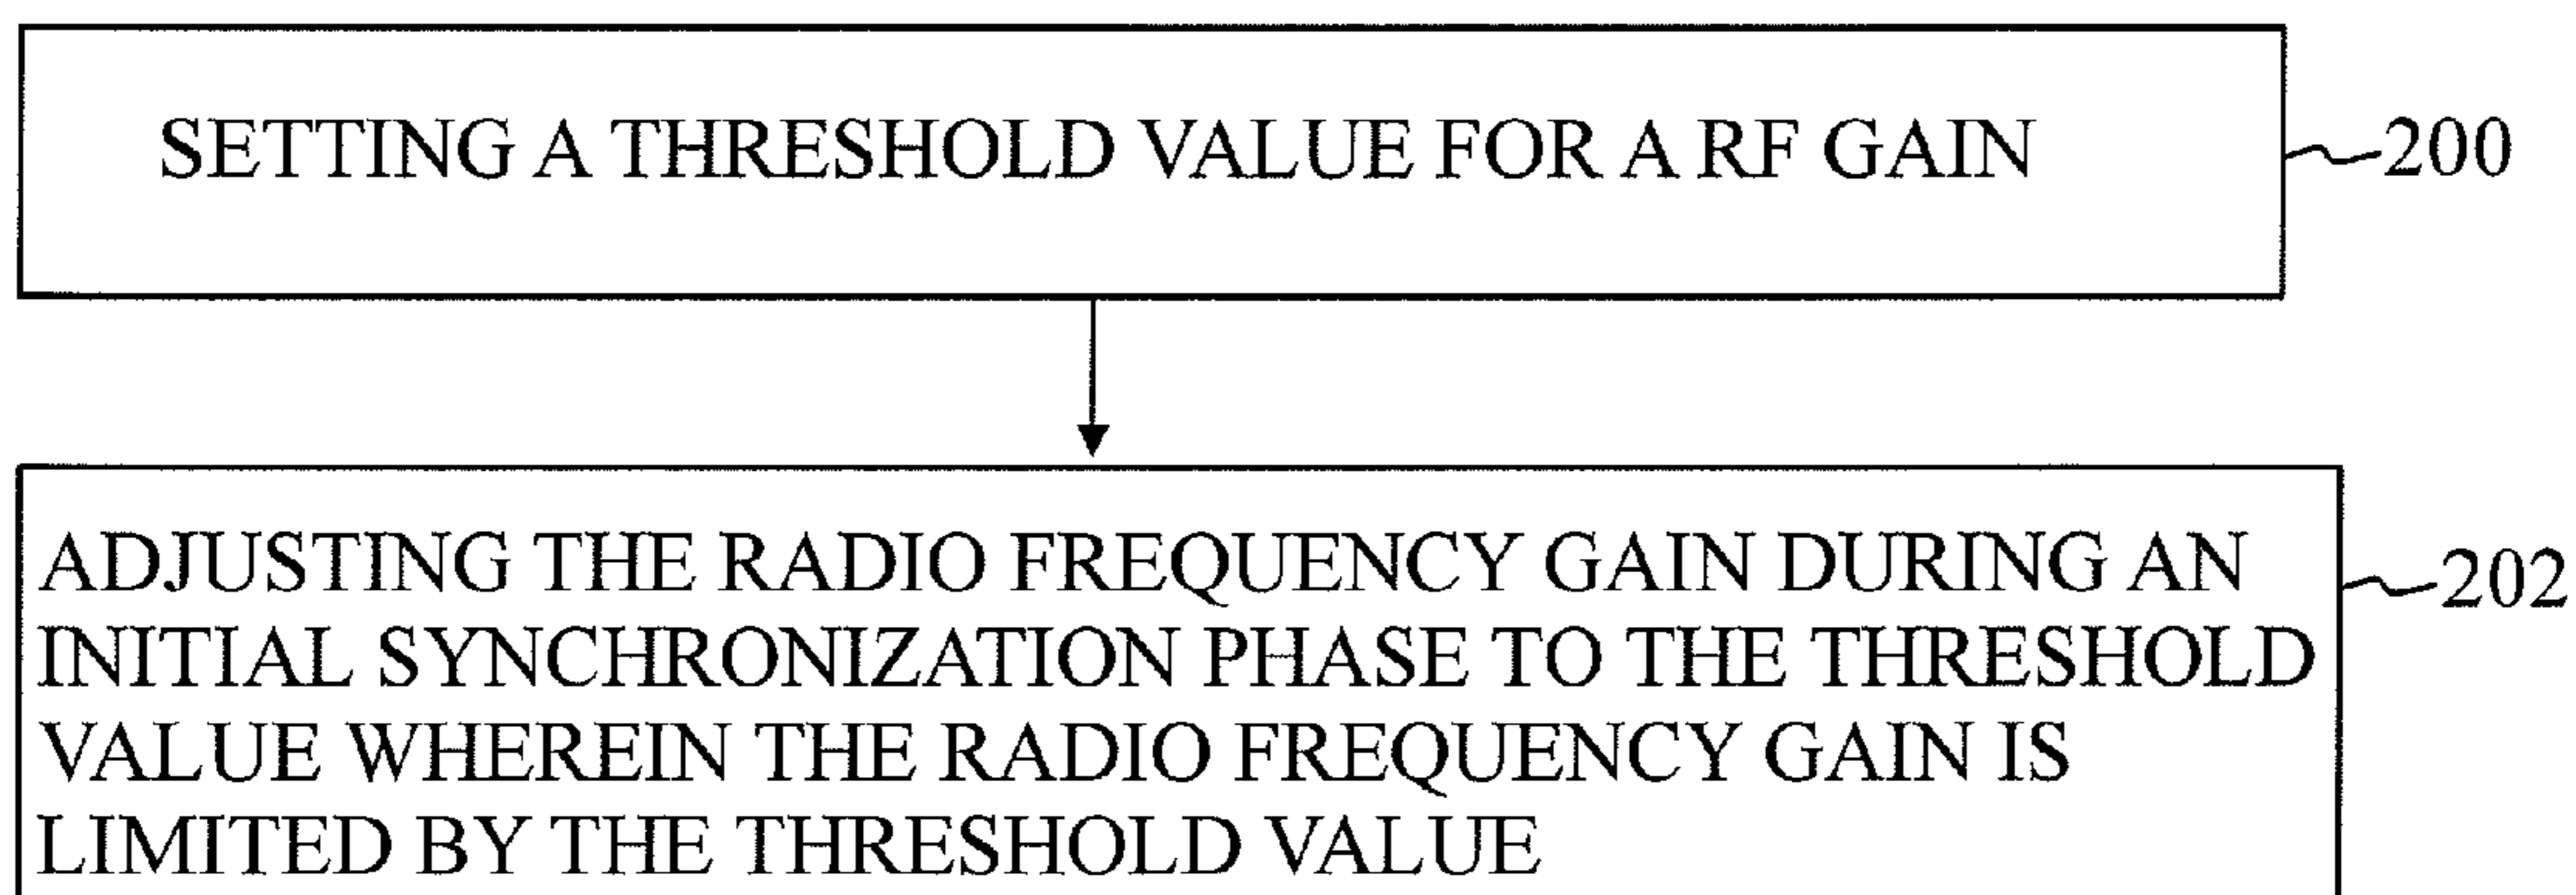 SETTING A THRESHOLD VALUE FOR A RF GAIN
200
ADJUSTING THE RADIO FREQUENCY GAIN DURING AN
INITIAL SYNCHRONIZATION PHASE TO THE THRESHOLD
VALUE WHEREIN THE RADIO FREQUENCY GAIN IS
LIMITED BY THE THRESHOLD VALUE
202